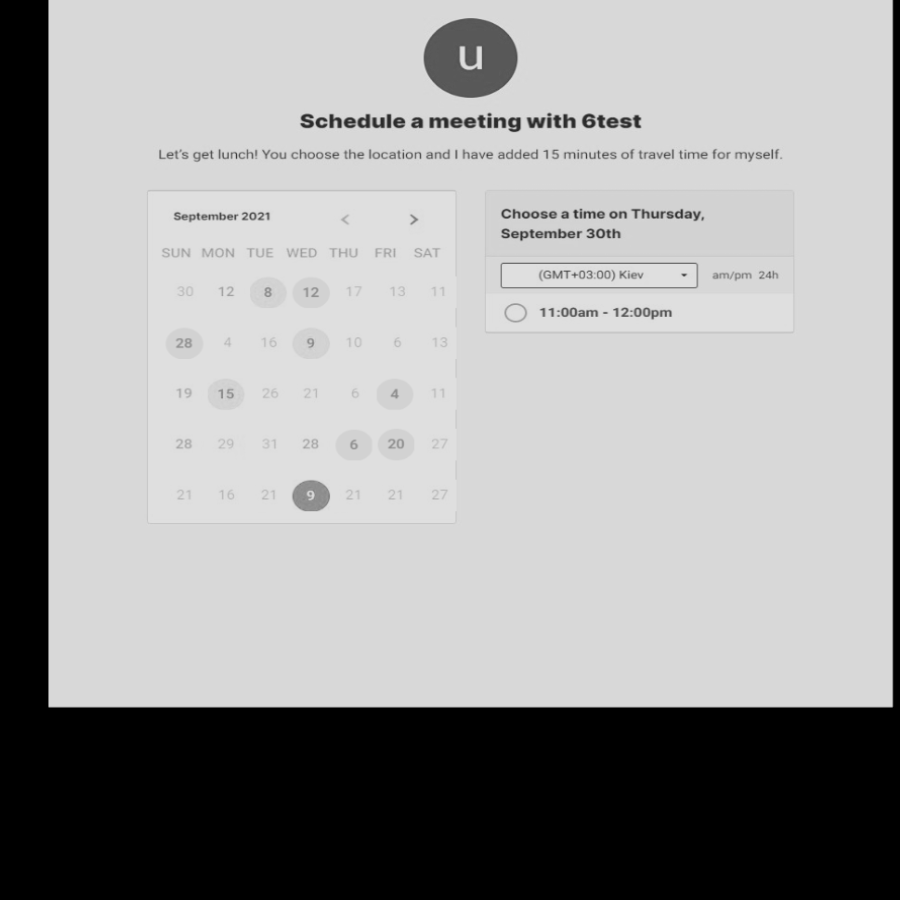 u
Schedule a meeting with 6test
Let's get lunch! You choose the location and I have added 15 minutes of travel time for myself.
September 2021 < >
SUN MON TUE WED THU FRI SAT
30 12 8 12 17 13 11
28 4 16 9 10 6 13
19 15 26 21 6 4 11
28 29 31 28 6 20 27
21 16 21 9 21 21 27
Choose a time on Thursday,
September 30th
(GMT+03:00) Kiev am/pm 24h
11:00am - 12:00pm